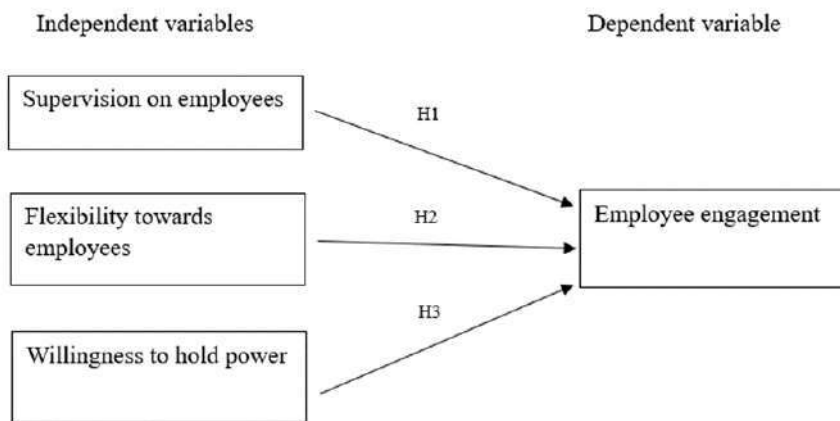 Independent variables
Dependent variable
Supervision on employees
H1
Flexibility towards
employees
H2
Employee engagement
H3
Willingness to hold power